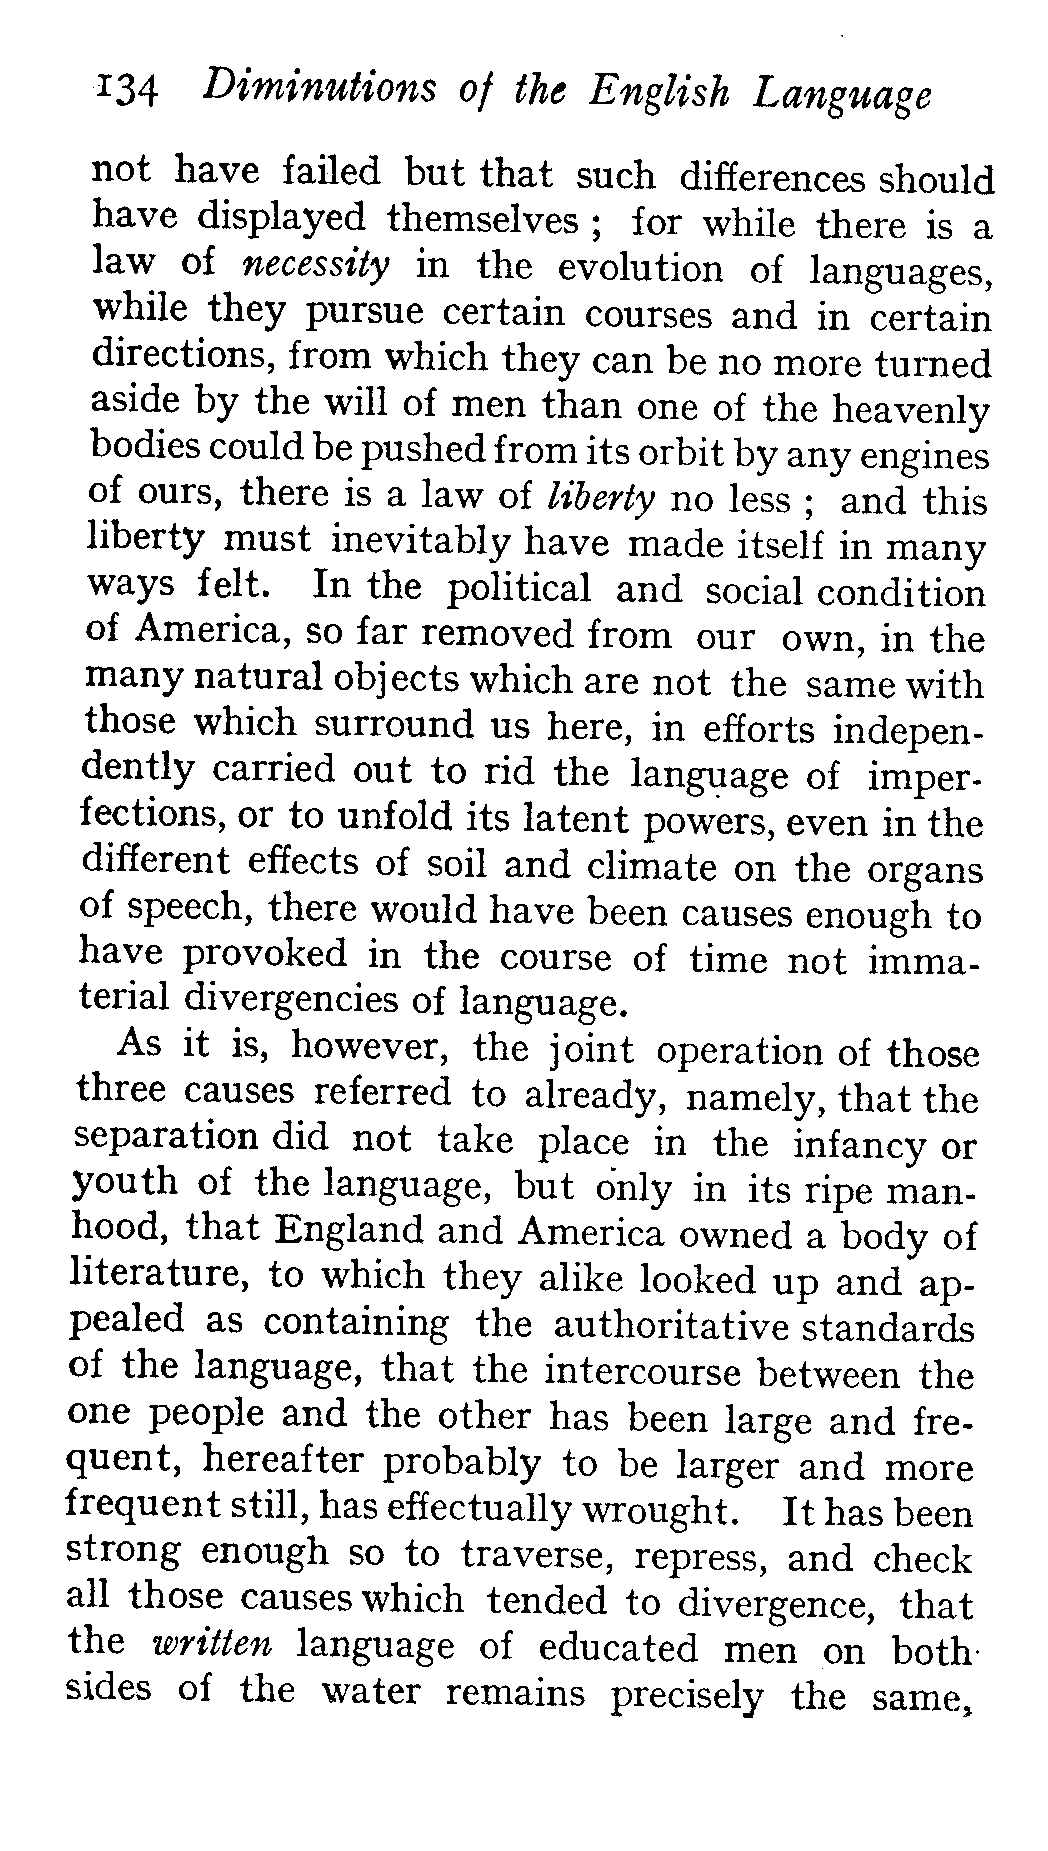 134 Diminutions of the English Language
not have failed but that such differences should
have displayed themselves ; for while there is a
law of necessity in the evolution of languages,
while they pursue certain courses and in certain
directions, from which they can be no more turned
aside by the will of men than one of the heavenly
bodies could be pushed from its orbit by any engines
of ours, there is a law of liberty no less ; and this
liberty must inevitably have made itself in many
ways felt. In the political and social condition
of America, so far removed from our own, in the
many natural objects which are not the same with
those which surround us here, in efforts indepen-
dently carried out to rid the language of imper-
fections, or to unfold its latent powers, even in the
different effects of soil and climate on the organs
of speech, there would have been causes enough to
have provoked in the course of time not imma-
terial divergencies of language.
As it is, however, the joint operation of those
three causes referred to already, namely, that the
separation did not take place in the infancy or
youth of the language, but only in its ripe man-
hood, that England and America owned a body of
literature, to which they alike looked up and ap-
pealed as containing the authoritative standards
of the language, that the intercourse between the
one people and the other has been large and fre-
quent, hereafter probably to be larger and more
frequent still, has effectually wrought. It has been
strong enough so to traverse, repress, and check
all those causes which tended to divergence, that
the written language of educated men on both
sides of the water remains precisely the same,